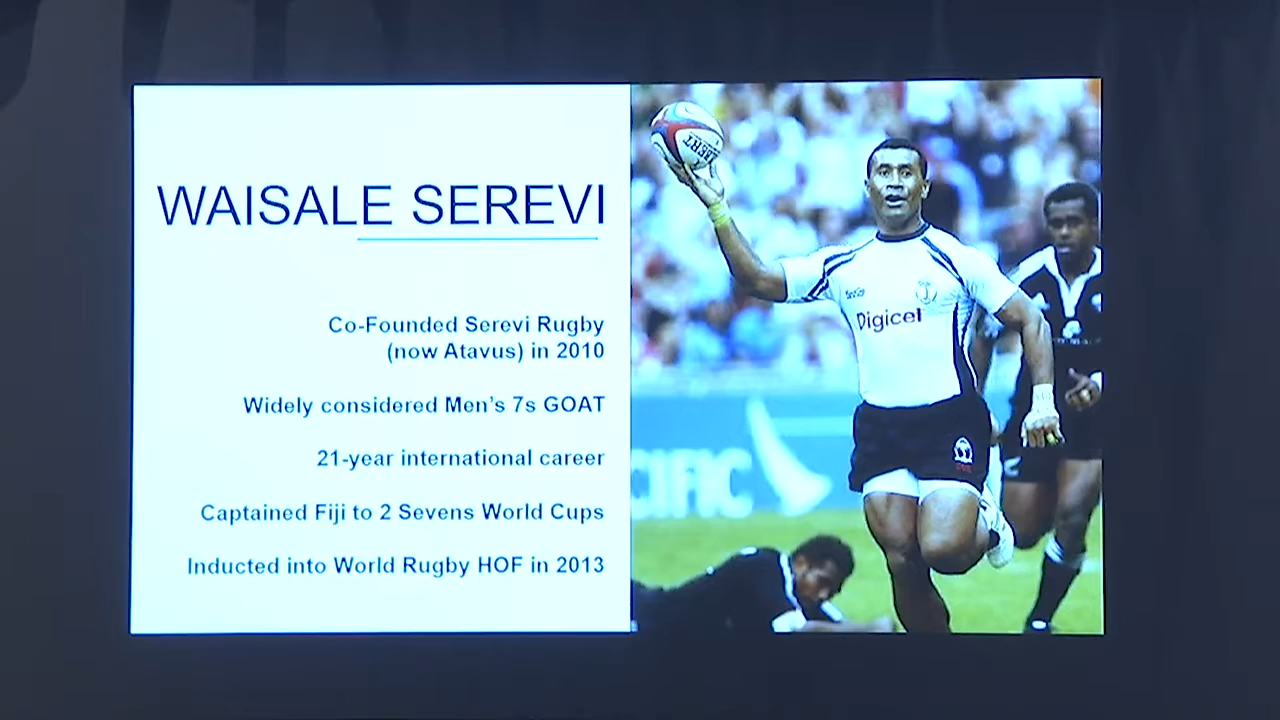 WAISALE SEREVI
Co-Founded Serevi Rugby
(now Atavus) in 2010
Widely considered Men's 7s GOAT
21-year international career
Captained Fiji to 2 Sevens World Cups
Inducted into World Rugby HOF in 2013
Digicel
CIFIC